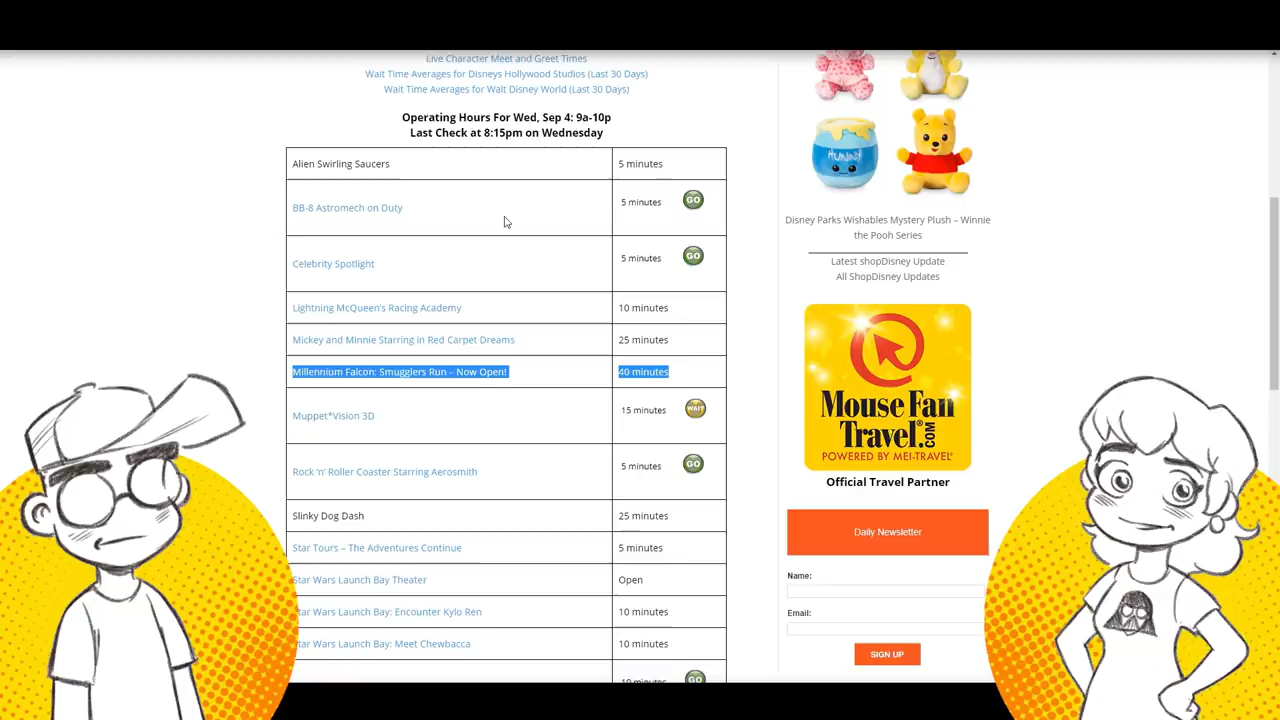 Live Character Meet and Greet Times
Wait Time Averages for Disneys Hollywood Studios (Last 30 Days)
Wait Time Averages for Walt Disney World (Last 30 Days)
Operating Hours For Wed, Sep 4: 9a-10p
Last Check at 8:15pm on Wednesday
Alien Swirling Saucers 5 minutes
BB-8 Astromech on Duty 5 minutes GO
Celebrity Spotlight 5 minutes GO
Lightning McQueen's Racing Academy 10 minutes
Mickey and Minnie Starring in Red Carpet Dreams 25 minutes
Millennium Falcon: Smugglers Run – Now Open! 40 minutes
Muppet*Vision 3D 15 minutes WAIT
Rock 'n' Roller Coaster Starring Aerosmith 5 minutes GO
Slinky Dog Dash 25 minutes
Star Tours – The Adventures Continue 5 minutes
Star Wars Launch Bay Theater Open
tar Wars Launch Bay: Encounter Kylo Ren 10 minutes
tar Wars Launch Bay: Meet Chewbacca 10 minutes
10 minutes GO
HUNNY
Disney Parks Wishables Mystery Plush – Winnie
the Pooh Series
Latest shopDisney Update
All ShopDisney Updates
Mouse Fan
Travel.COM
POWERED BY MEI-TRAVEL
Official Travel Partner
Daily Newsletter
Name:
Email:
SIGN UP